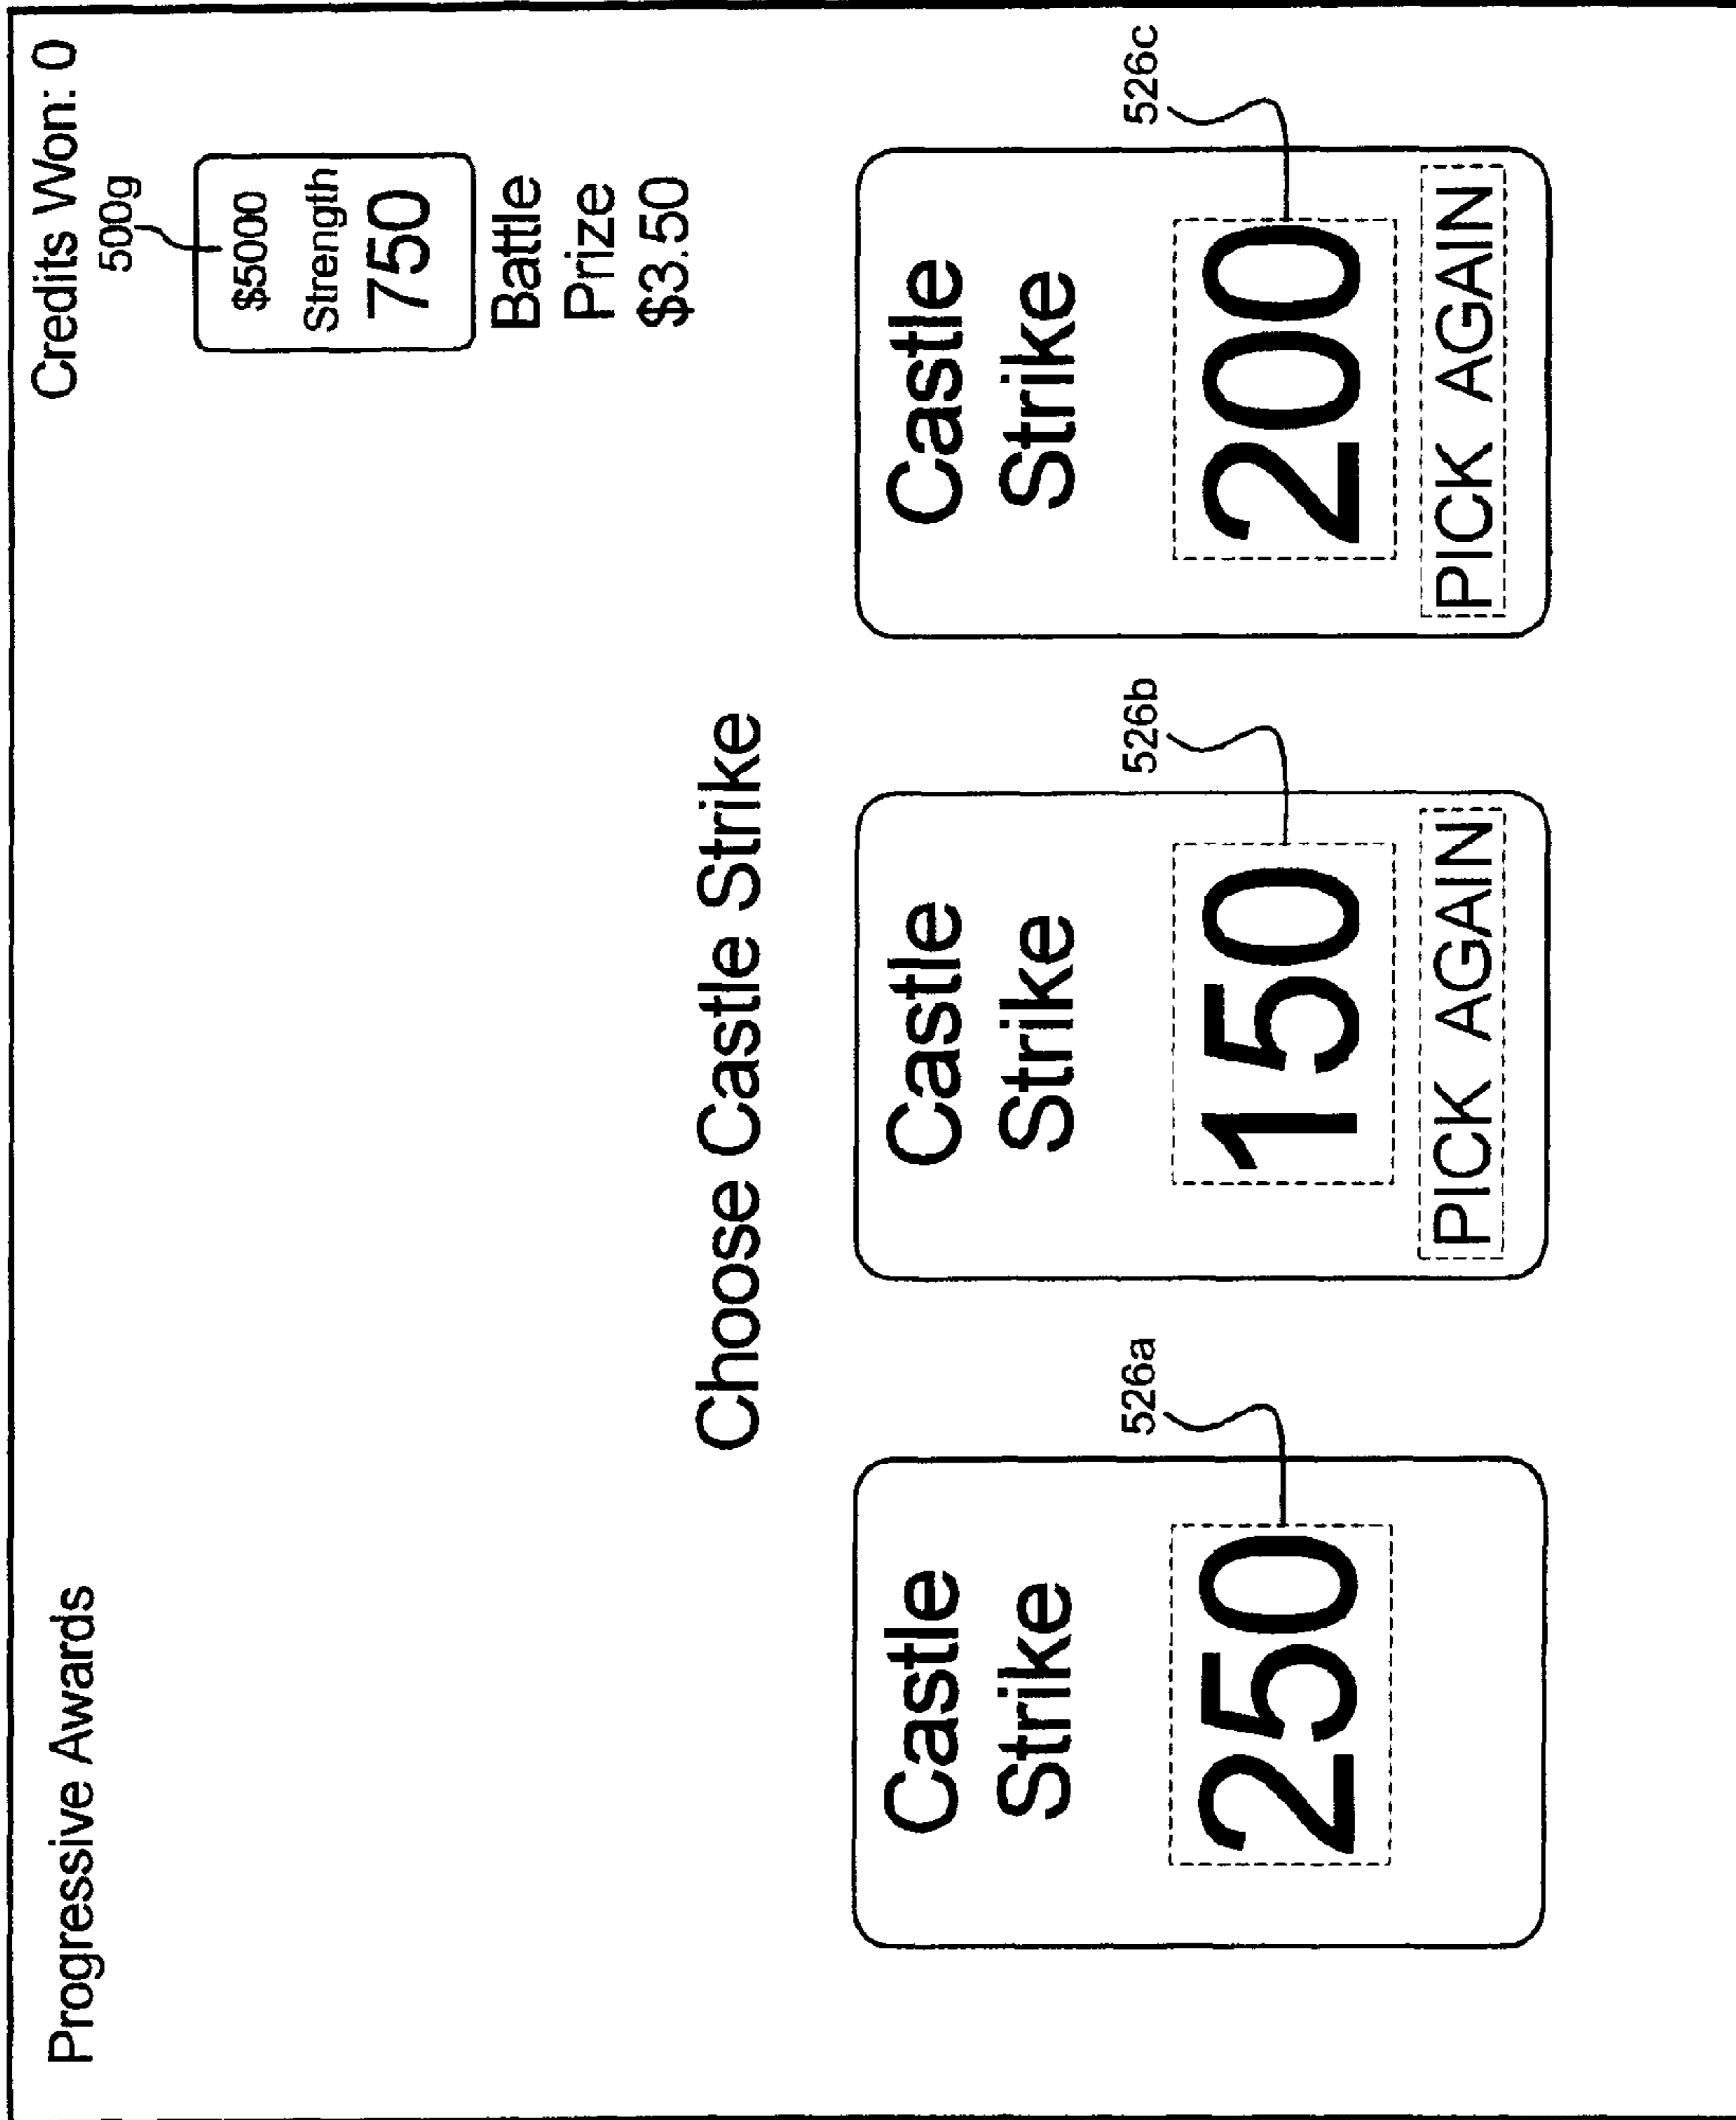 Progressive Awards
Credits Won: 0
500g
$5000
Strength
750
Battle
Prize
$3.50
Choose Castle Strike
Castle
Strike
526a
250
Castle
Strike
526b
150
PICK AGAIN
Castle
Strike
526c
200
PICK AGAIN